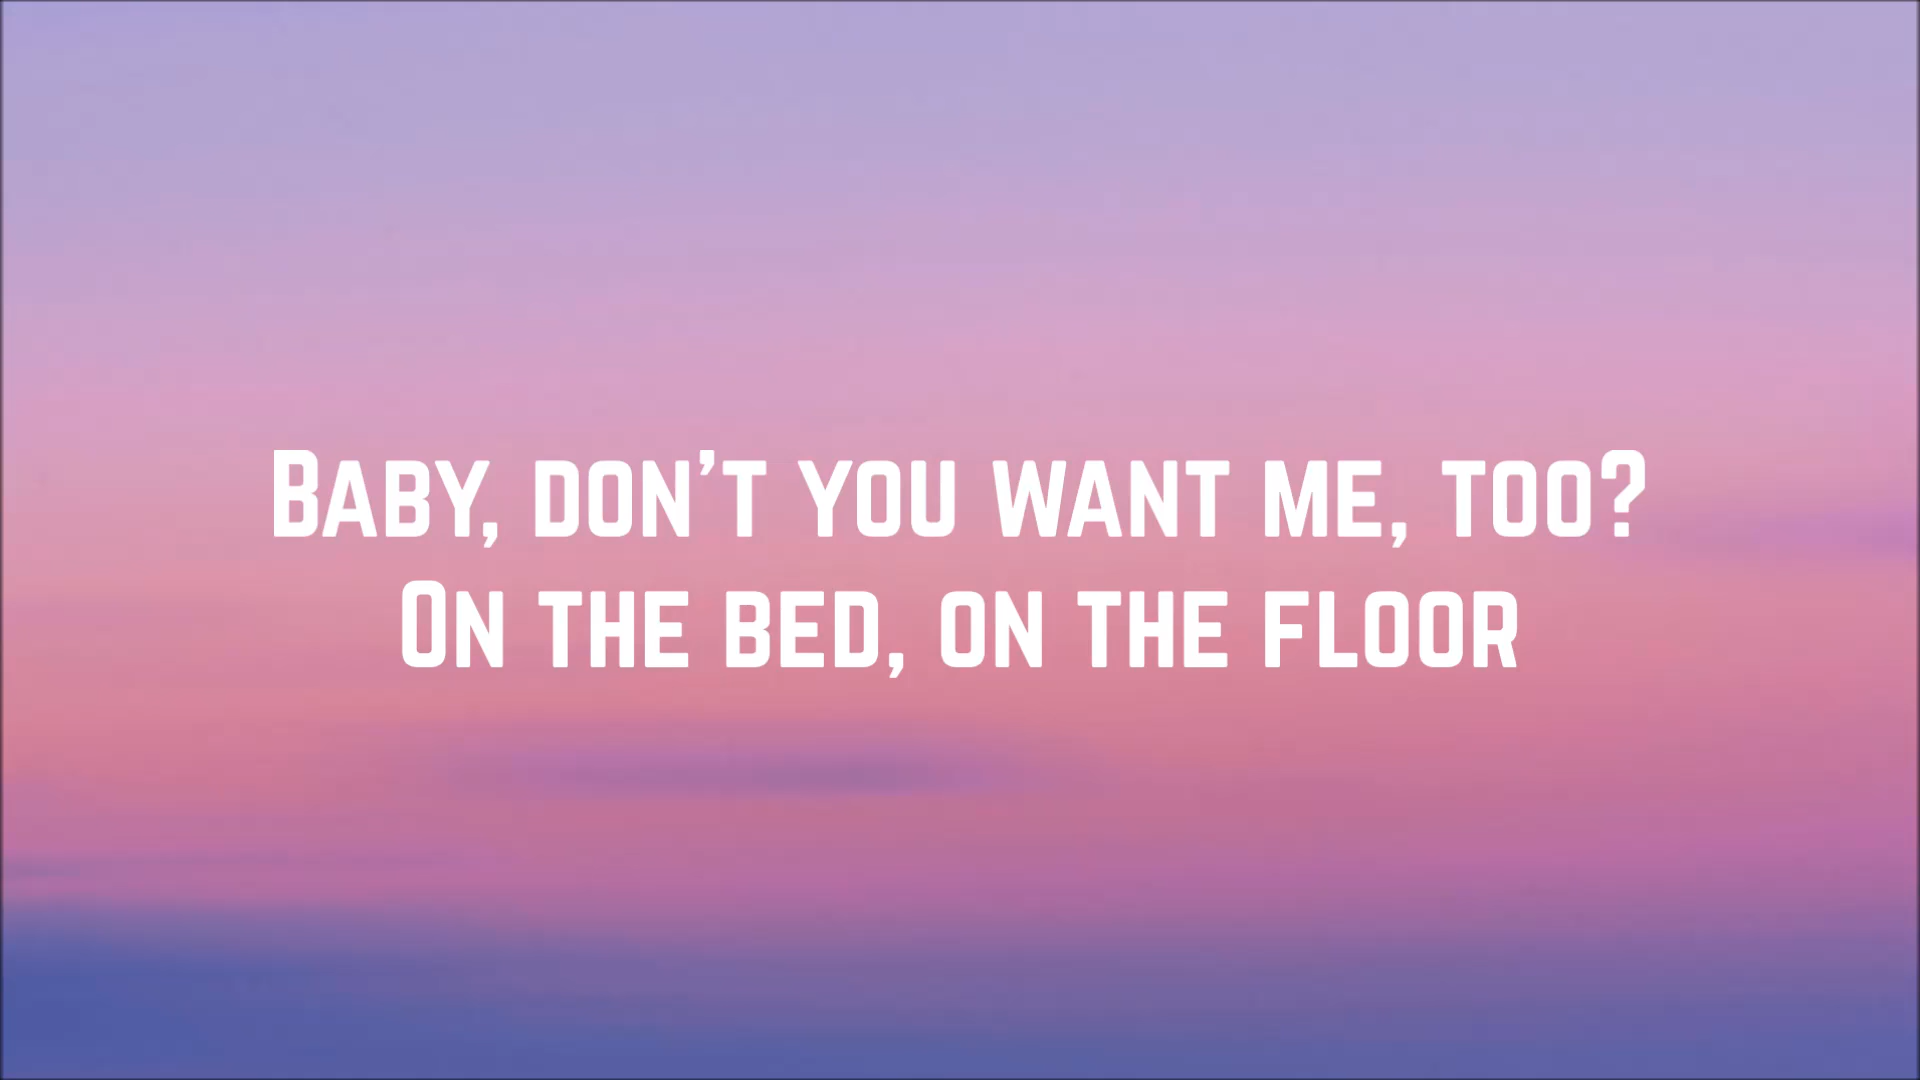 Baby, don't you want me, too?
On the bed, on the floor